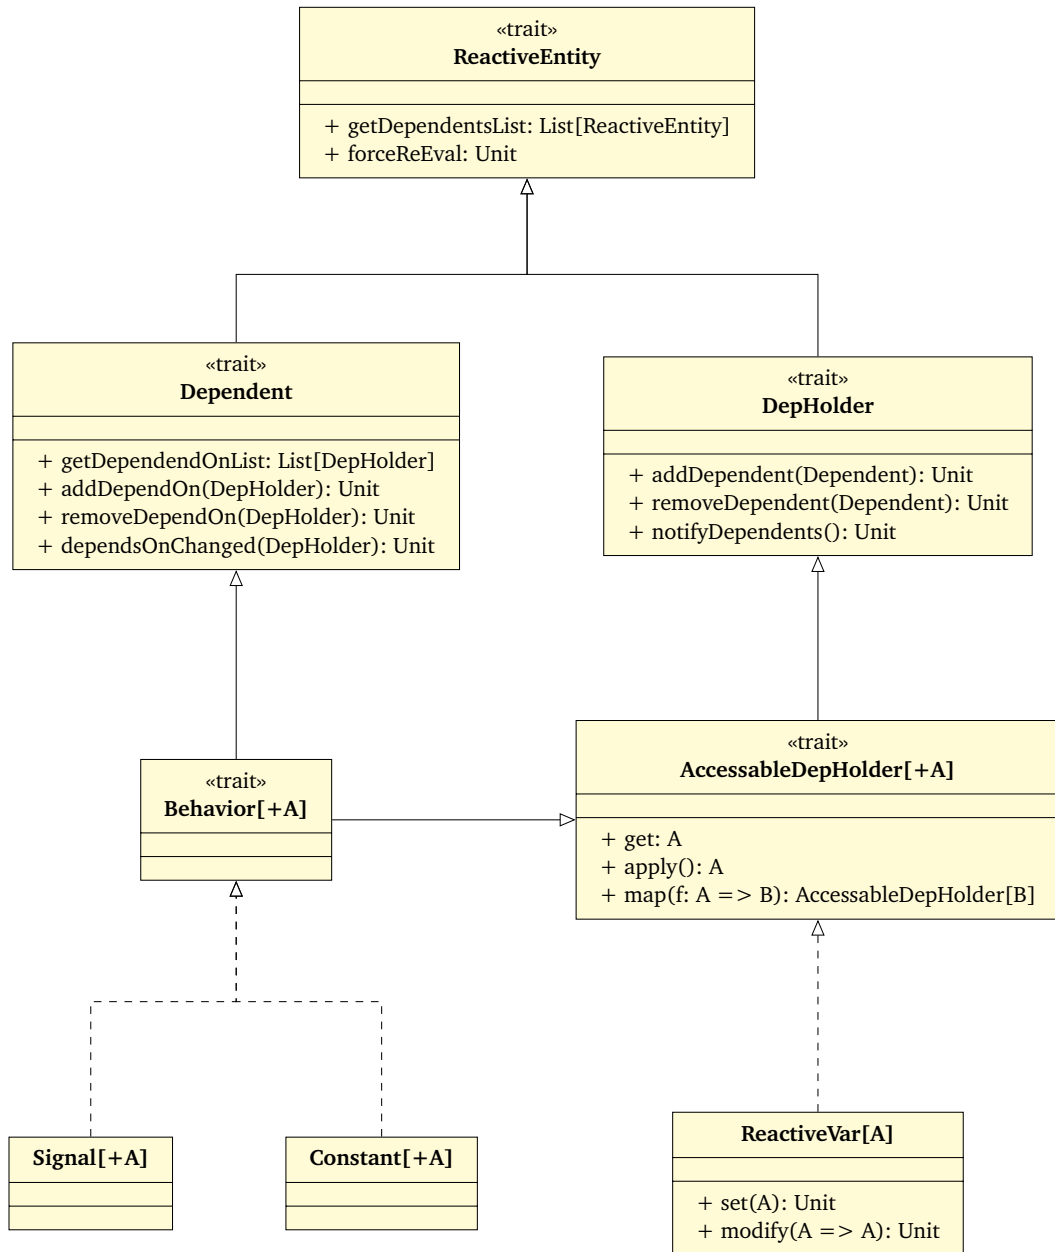 «trait»
ReactiveEntity
+ getDependentsList: List[ReactiveEntity]
+ forceReEval: Unit
«trait»
Dependent
+ getDependendOnList: List[DepHolder]
+ addDependOn(DepHolder): Unit
+ removeDependOn(DepHolder): Unit
+ dependsOnChanged(DepHolder): Unit
«trait»
DepHolder
+ addDependent(Dependent): Unit
+ removeDependent(Dependent): Unit
+ notifyDependents(): Unit
«trait»
Behavior[+A]
«trait»
AccessableDepHolder[+A]
+ get: A
+ apply(): A
+ map(f: A => B): AccessableDepHolder[B]
Signal[+A]
Constant[+A]
ReactiveVar[A]
+ set(A): Unit
+ modify(A => A): Unit